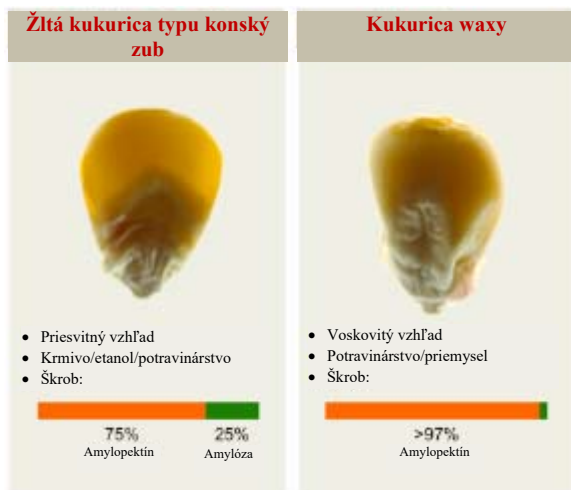 Žltá kukurica typu konský
zub
• Priesvitný vzhľad
• Krmivo/etanol/potravinárstvo
• Škrob:
75% 25%
Amylopektín Amylóza
Kukurica waxy
• Voskovitý vzhľad
• Potravinárstvo/priemysel
• Škrob:
>97%
Amylopektín